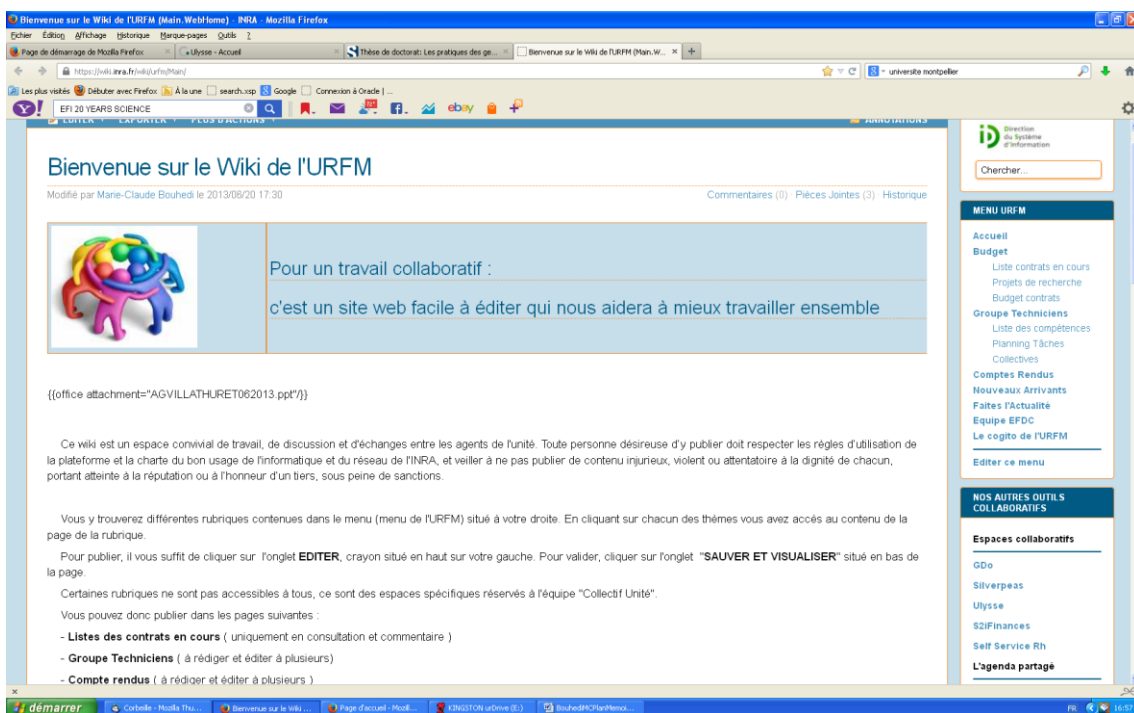 Bienvenue sur le Wiki de l'URFM (Main.WebHome) - INRA - Mozilla Firefox
Fichier Édition Affichage Historique Marque-pages Outils ?
Page de démarrage de Mozilla Firefox × Ulysse - Accueil × Thèse de doctorat: Les pratiques des ge... × Bienvenue sur le Wiki de l'URFM (Main.W... × +
https://wiki.inra.fr/wiki/urfm/Main/ universite montpellier
Les plus visités Débuter avec Firefox À la une search.xsp Google Connexion à Oracle | ...
EFI 20 YEARS SCIENCE ebay
EDITER EXPORTER PLUS D'ACTIONS ANNOTATIONS
Bienvenue sur le Wiki de l'URFM
Modifié par Marie-Claude Bouhedi le 2013/06/20 17:30 Commentaires (0) Pièces Jointes (3) Historique
Pour un travail collaboratif :
c'est un site web facile à éditer qui nous aidera à mieux travailler ensemble
{{office attachment="AGVILLATHURET062013.ppt"/}}
Ce wiki est un espace convivial de travail, de discussion et d'échanges entre les agents de l'unité. Toute personne désireuse d'y publier doit respecter les régles d'utilisation de
la plateforme et la charte du bon usage de l'informatique et du réseau de l'INRA, et veiller à ne pas publier de contenu injurieux, violent ou attentatoire à la dignité de chacun,
portant atteinte à la réputation ou à l'honneur d'un tiers, sous peine de sanctions.
Vous y trouverez différentes rubriques contenues dans le menu (menu de l'URFM) situé à votre droite. En cliquant sur chacun des thèmes vous avez accés au contenu de la
page de la rubrique.
Pour publier, il vous suffit de cliquer sur l'onglet EDITER, crayon situé en haut sur votre gauche. Pour valider, cliquer sur l'onglet "SAUVER ET VISUALISER" situé en bas de
la page.
Certaines rubriques ne sont pas accessibles à tous, ce sont des espaces spécifiques réservés à l'équipe "Collectif Unité".
Vous pouvez donc publier dans les pages suivantes :
- Listes des contrats en cours ( uniquement en consultation et commentaire )
- Groupe Techniciens ( à rédiger et éditer à plusieurs)
- Compte rendus ( à rédiger et éditer à plusieurs )
Direction
du Système
d'Information
Chercher...
MENU URFM
Accueil
Budget
Liste contrats en cours
Projets de recherche
Budget contrats
Groupe Techniciens
Liste des compétences
Planning Tâches
Collectives
Comptes Rendus
Nouveaux Arrivants
Faites l'Actualité
Equipe EFDC
Le cogito de l'URFM
Editer ce menu
NOS AUTRES OUTILS
COLLABORATIFS
Espaces collaboratifs
GDo
Silverpeas
Ulysse
S2iFinances
Self Service Rh
L'agenda partagé
démarrer Corbeille - Mozilla Thu... Bienvenue sur le Wiki ... Page d'accueil - Mozil... KINGSTON urDrive (E:) BouhediMCPlanMemoi... FR 16:57